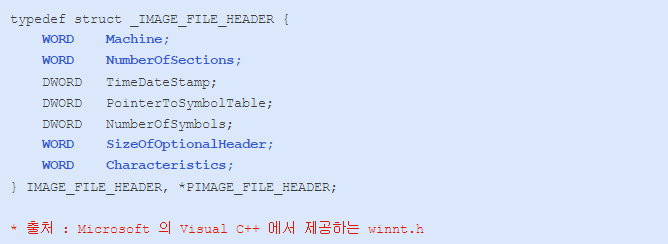 typedef struct _IMAGE_FILE_HEADER {
    WORD    Machine;
    WORD    NumberOfSections;
    DWORD   TimeDateStamp;
    DWORD   PointerToSymbolTable;
    DWORD   NumberOfSymbols;
    WORD    SizeOfOptionalHeader;
    WORD    Characteristics;
} IMAGE_FILE_HEADER, *PIMAGE_FILE_HEADER;
* 출처 : Microsoft 의 Visual C++ 에서 제공하는 winnt.h